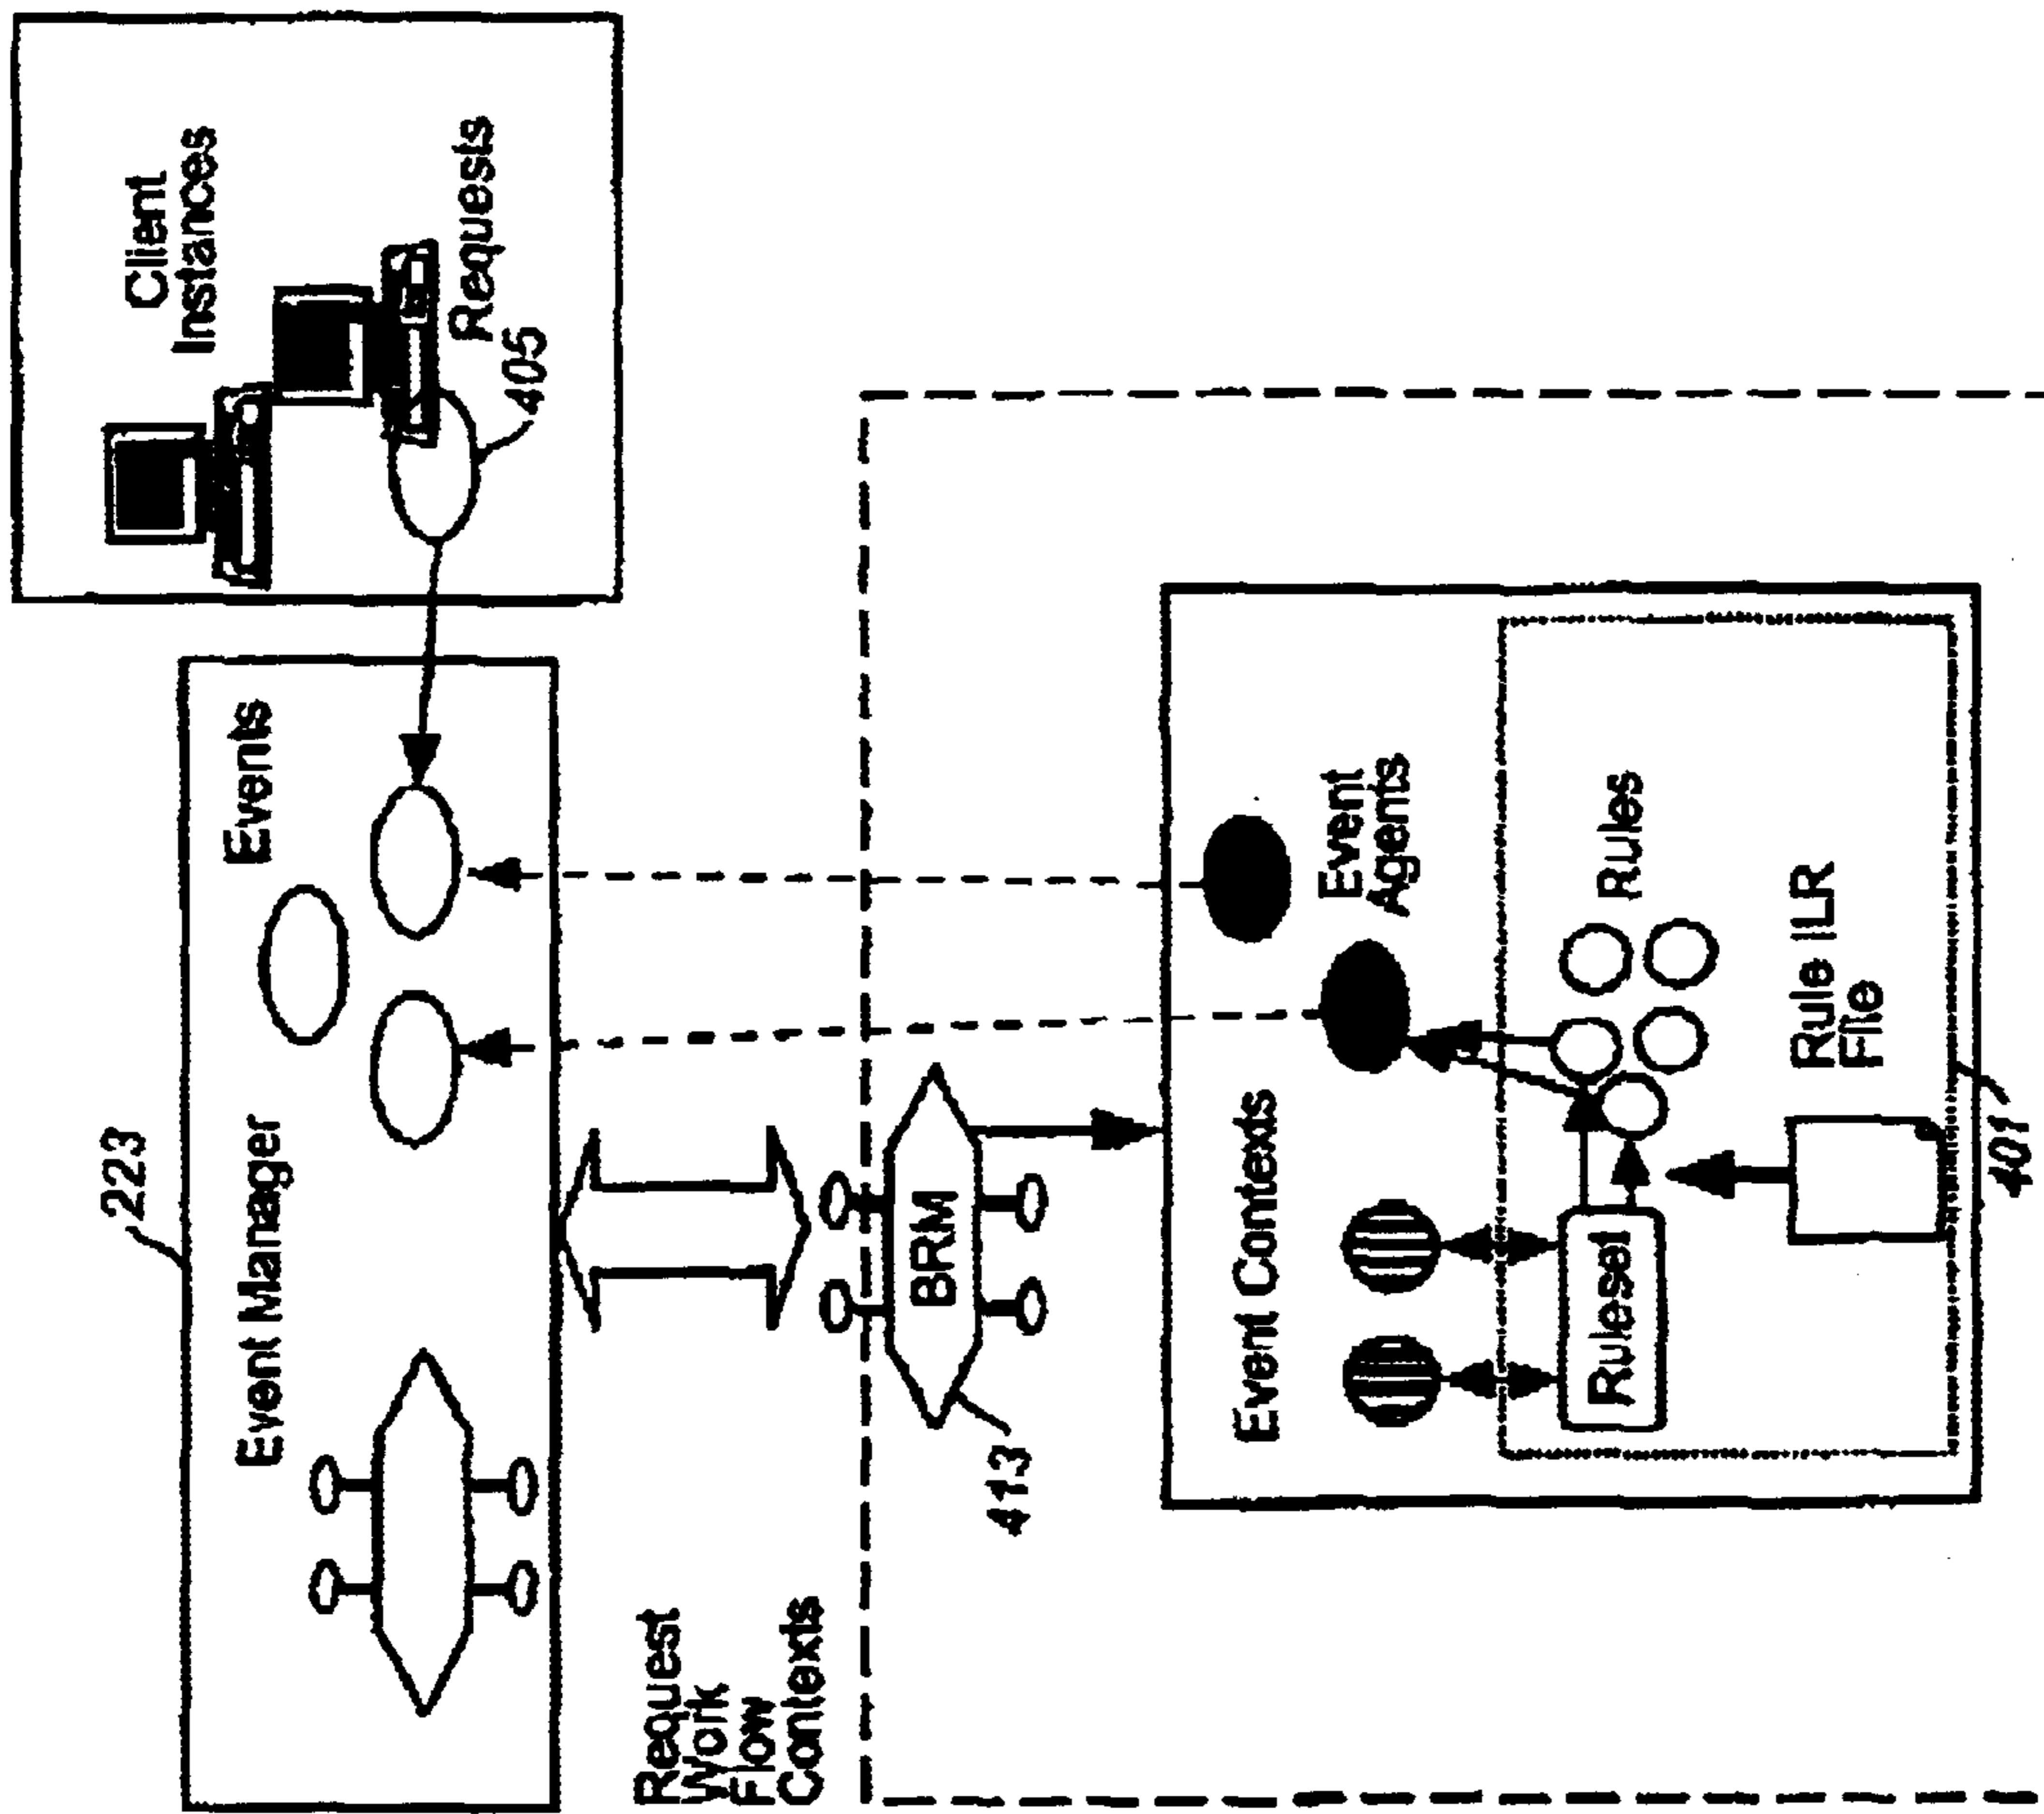 Client
Instances
Requests
405
223
Event Manager
Events
Request
Work
Flow
Contexts
BRM
413
Event Contexts
Event
Agents
Ruleset
Rules
Rule ILR
File
401